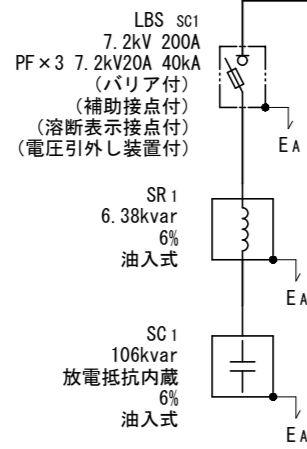 LBS SC1
7.2kV 200A
PF×3 7.2kV20A 40kA
(バリア付)
(補助接点付)
(溶断表示接点付)
(電圧引外し装置付)
EA
SR1
6.38kvar
6%
油入式
EA
SC1
106kvar
放電抵抗内蔵
6%
油入式
EA